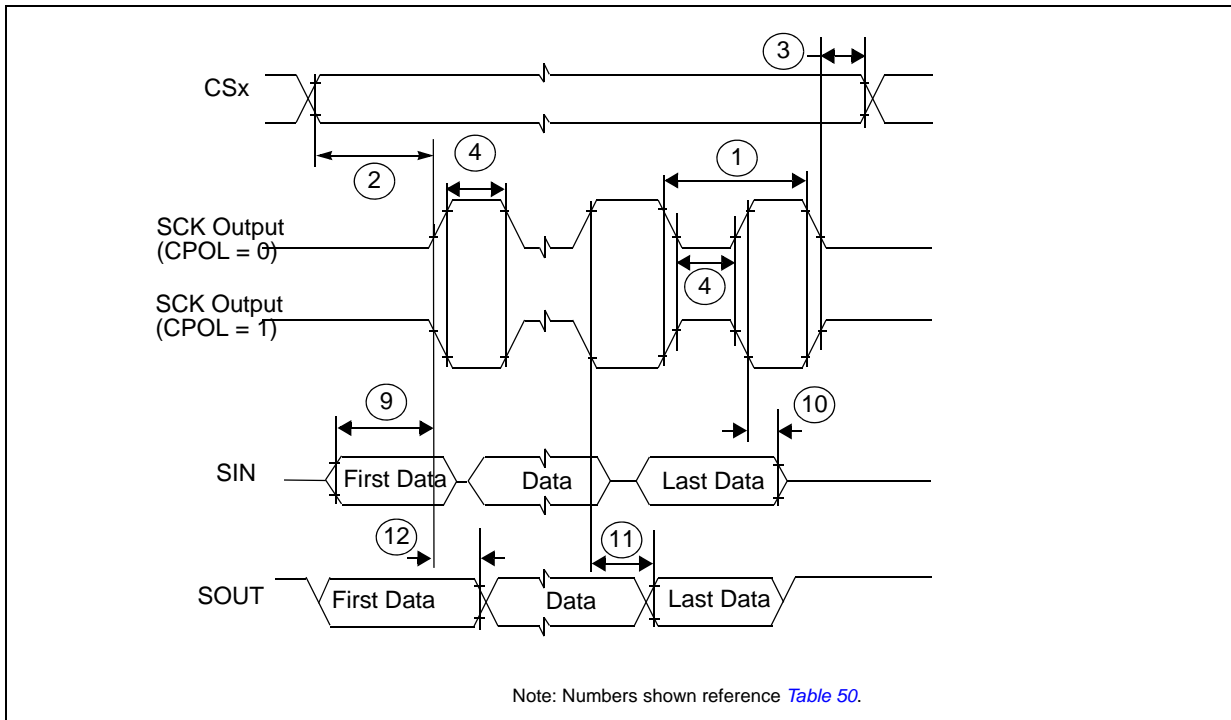 3
CSx
4
1
2
SCK Output
(CPOL = 0)
4
SCK Output
(CPOL = 1)
9
10
SIN
First Data
Data
Last Data
12
11
SOUT
First Data
Data
Last Data
Note: Numbers shown reference Table 50.